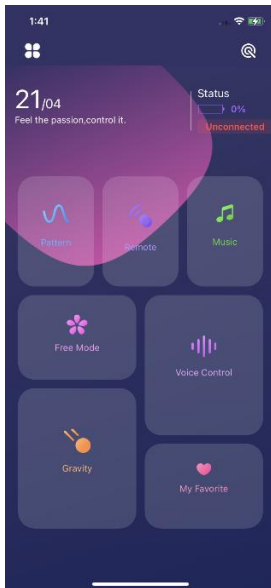 1:41
21/04
Feel the passion,control it.
Status
0%
Unconnected
Pattern
Remote
Music
Free Mode
Voice Control
Gravity
My Favorite